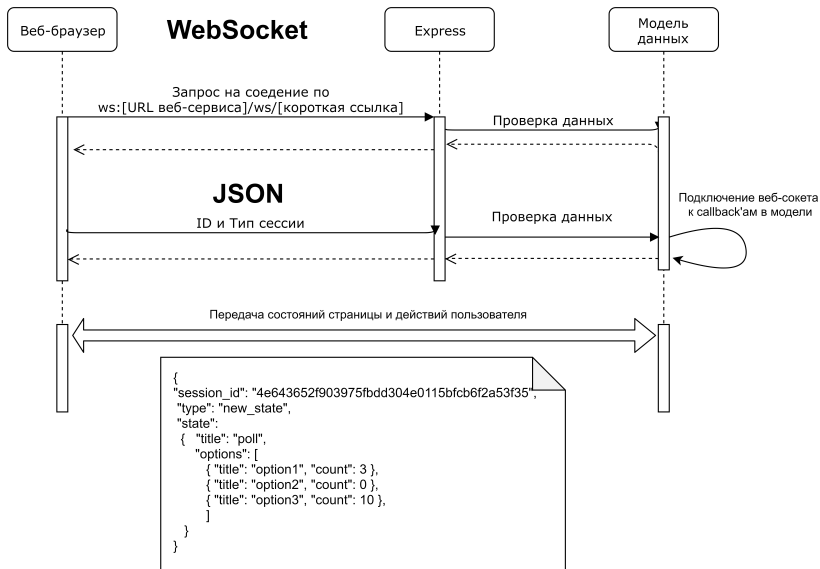 Веб-браузер
WebSocket
Express
Модель
данных
Запрос на соедение по
ws:[URL веб-сервиса]/ws/[короткая ссылка]
Проверка данных
JSON
Подключение веб-сокета
к callback'ам в модели
ID и Тип сессии
Проверка данных
Передача состояний страницы и действий пользователя
{
"session_id": "4e643652f903975fbdd304e0115bfcb6f2a53f35",
"type": "new_state",
"state":
{ "title": "poll",
"options": [
{ "title": "option1", "count": 3 },
{ "title": "option2", "count": 0 },
{ "title": "option3", "count": 10 },
]
}
}